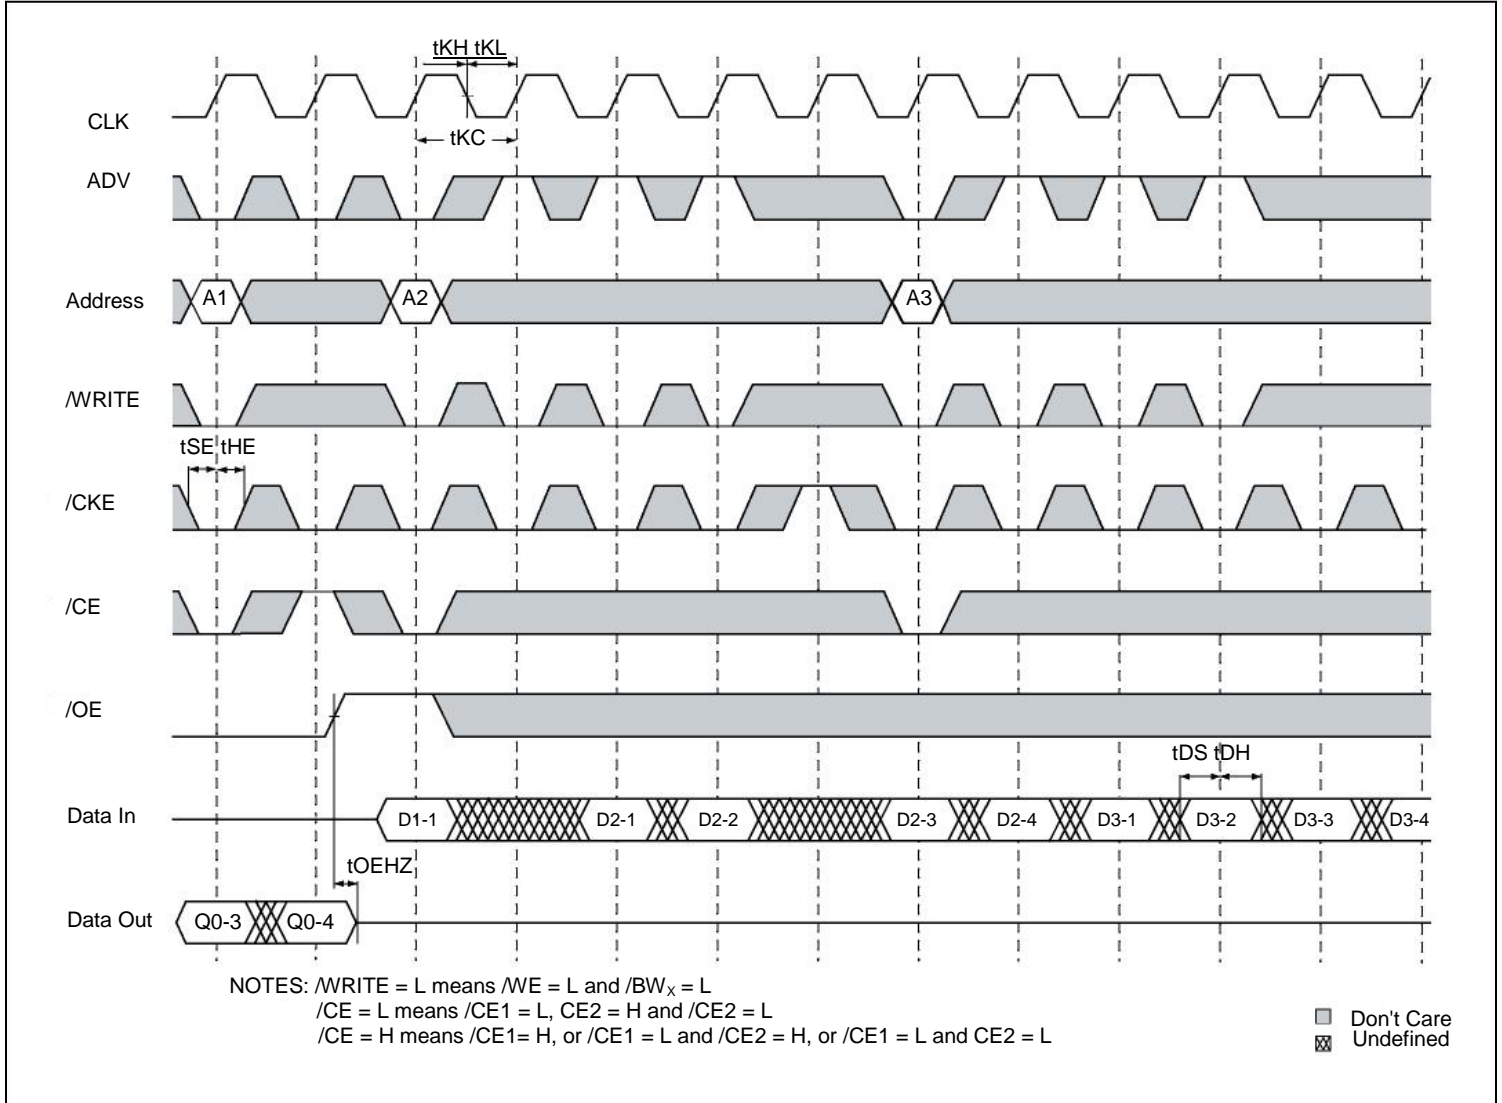 tKH tKL
CLK
tKC
ADV
Address A1 A2 A3
/WRITE
tSE tHE
/CKE
/CE
/OE
tDS tDH
Data In D1-1 D2-1 D2-2 D2-3 D2-4 D3-1 D3-2 D3-3 D3-4
tOEHZ
Data Out Q0-3 Q0-4
NOTES: /WRITE = L means /WE = L and /BWX = L
/CE = L means /CE1 = L, CE2 = H and /CE2 = L
/CE = H means /CE1= H, or /CE1 = L and /CE2 = H, or /CE1 = L and CE2 = L
Don't Care
Undefined